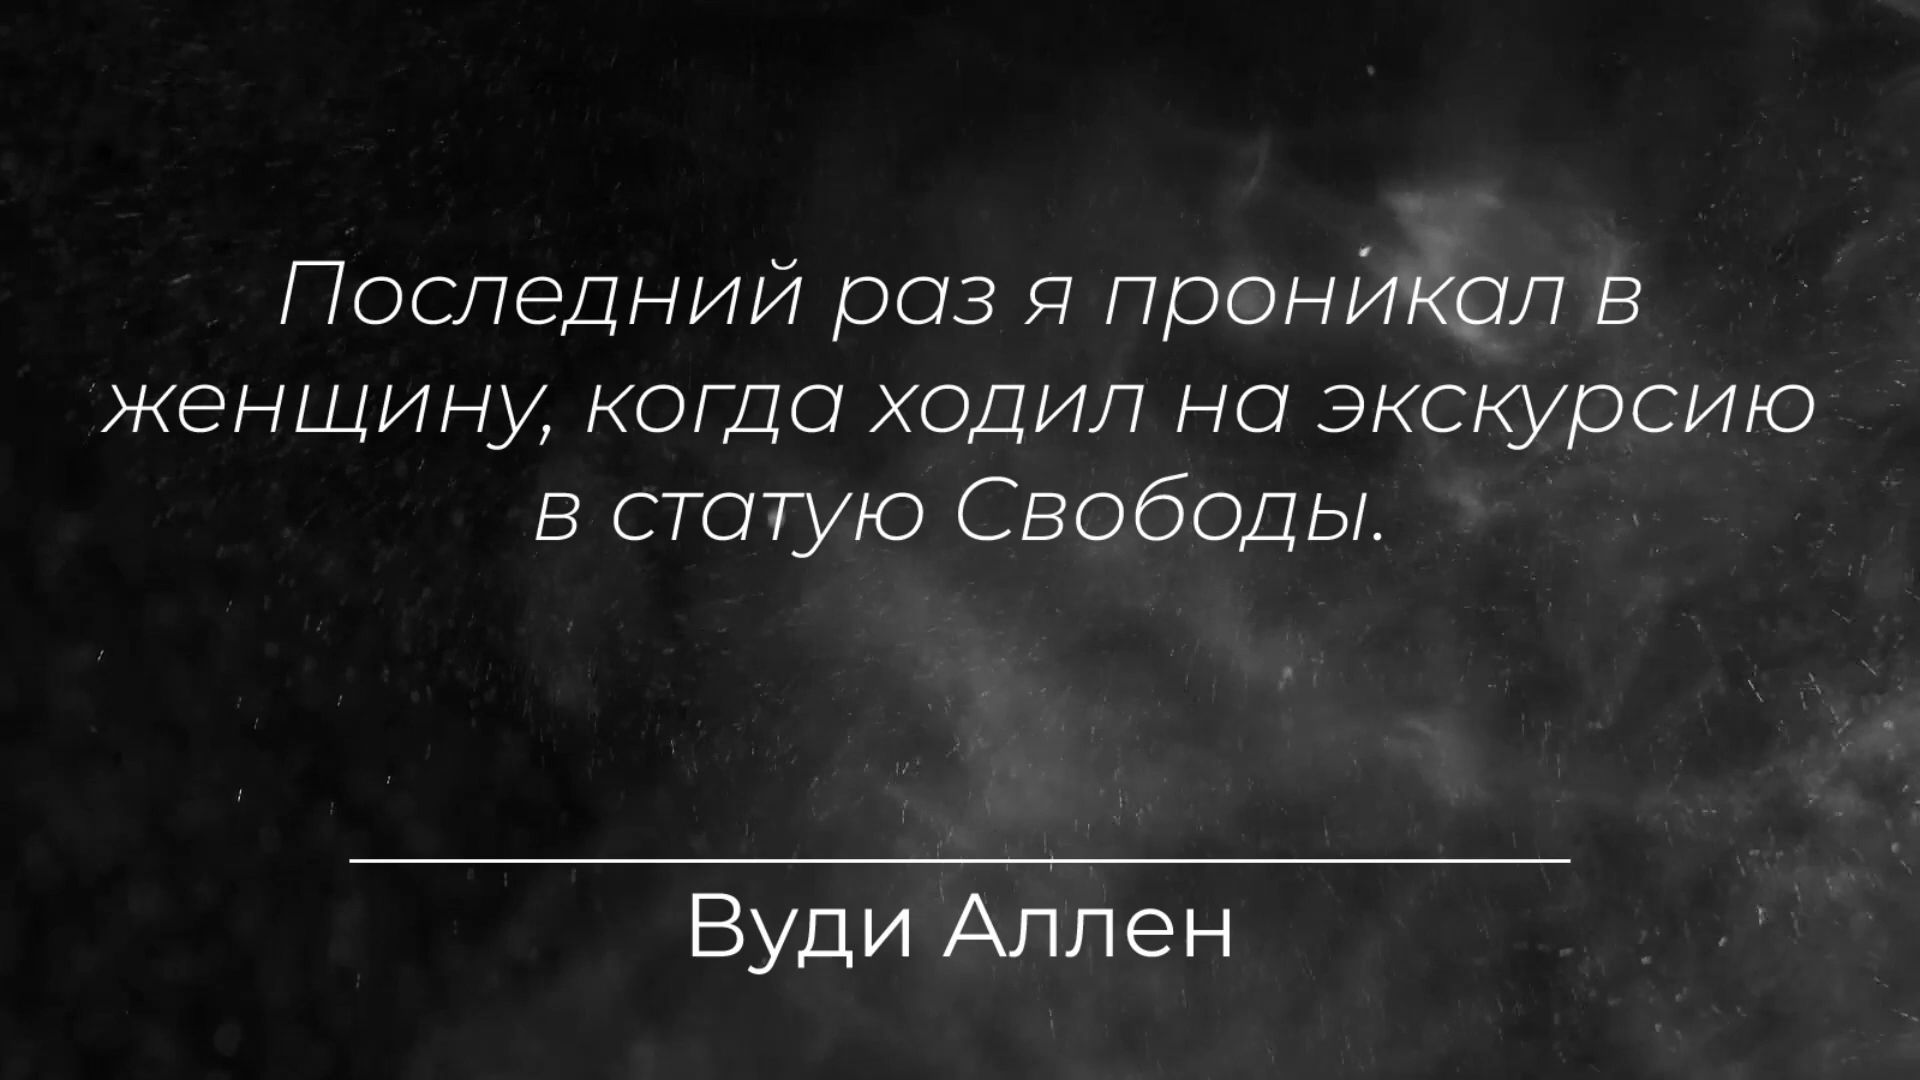 Последний раз я проникал в
женщину, когда ходил на экскурсию
в статую Свободы.
Вуди Аллен